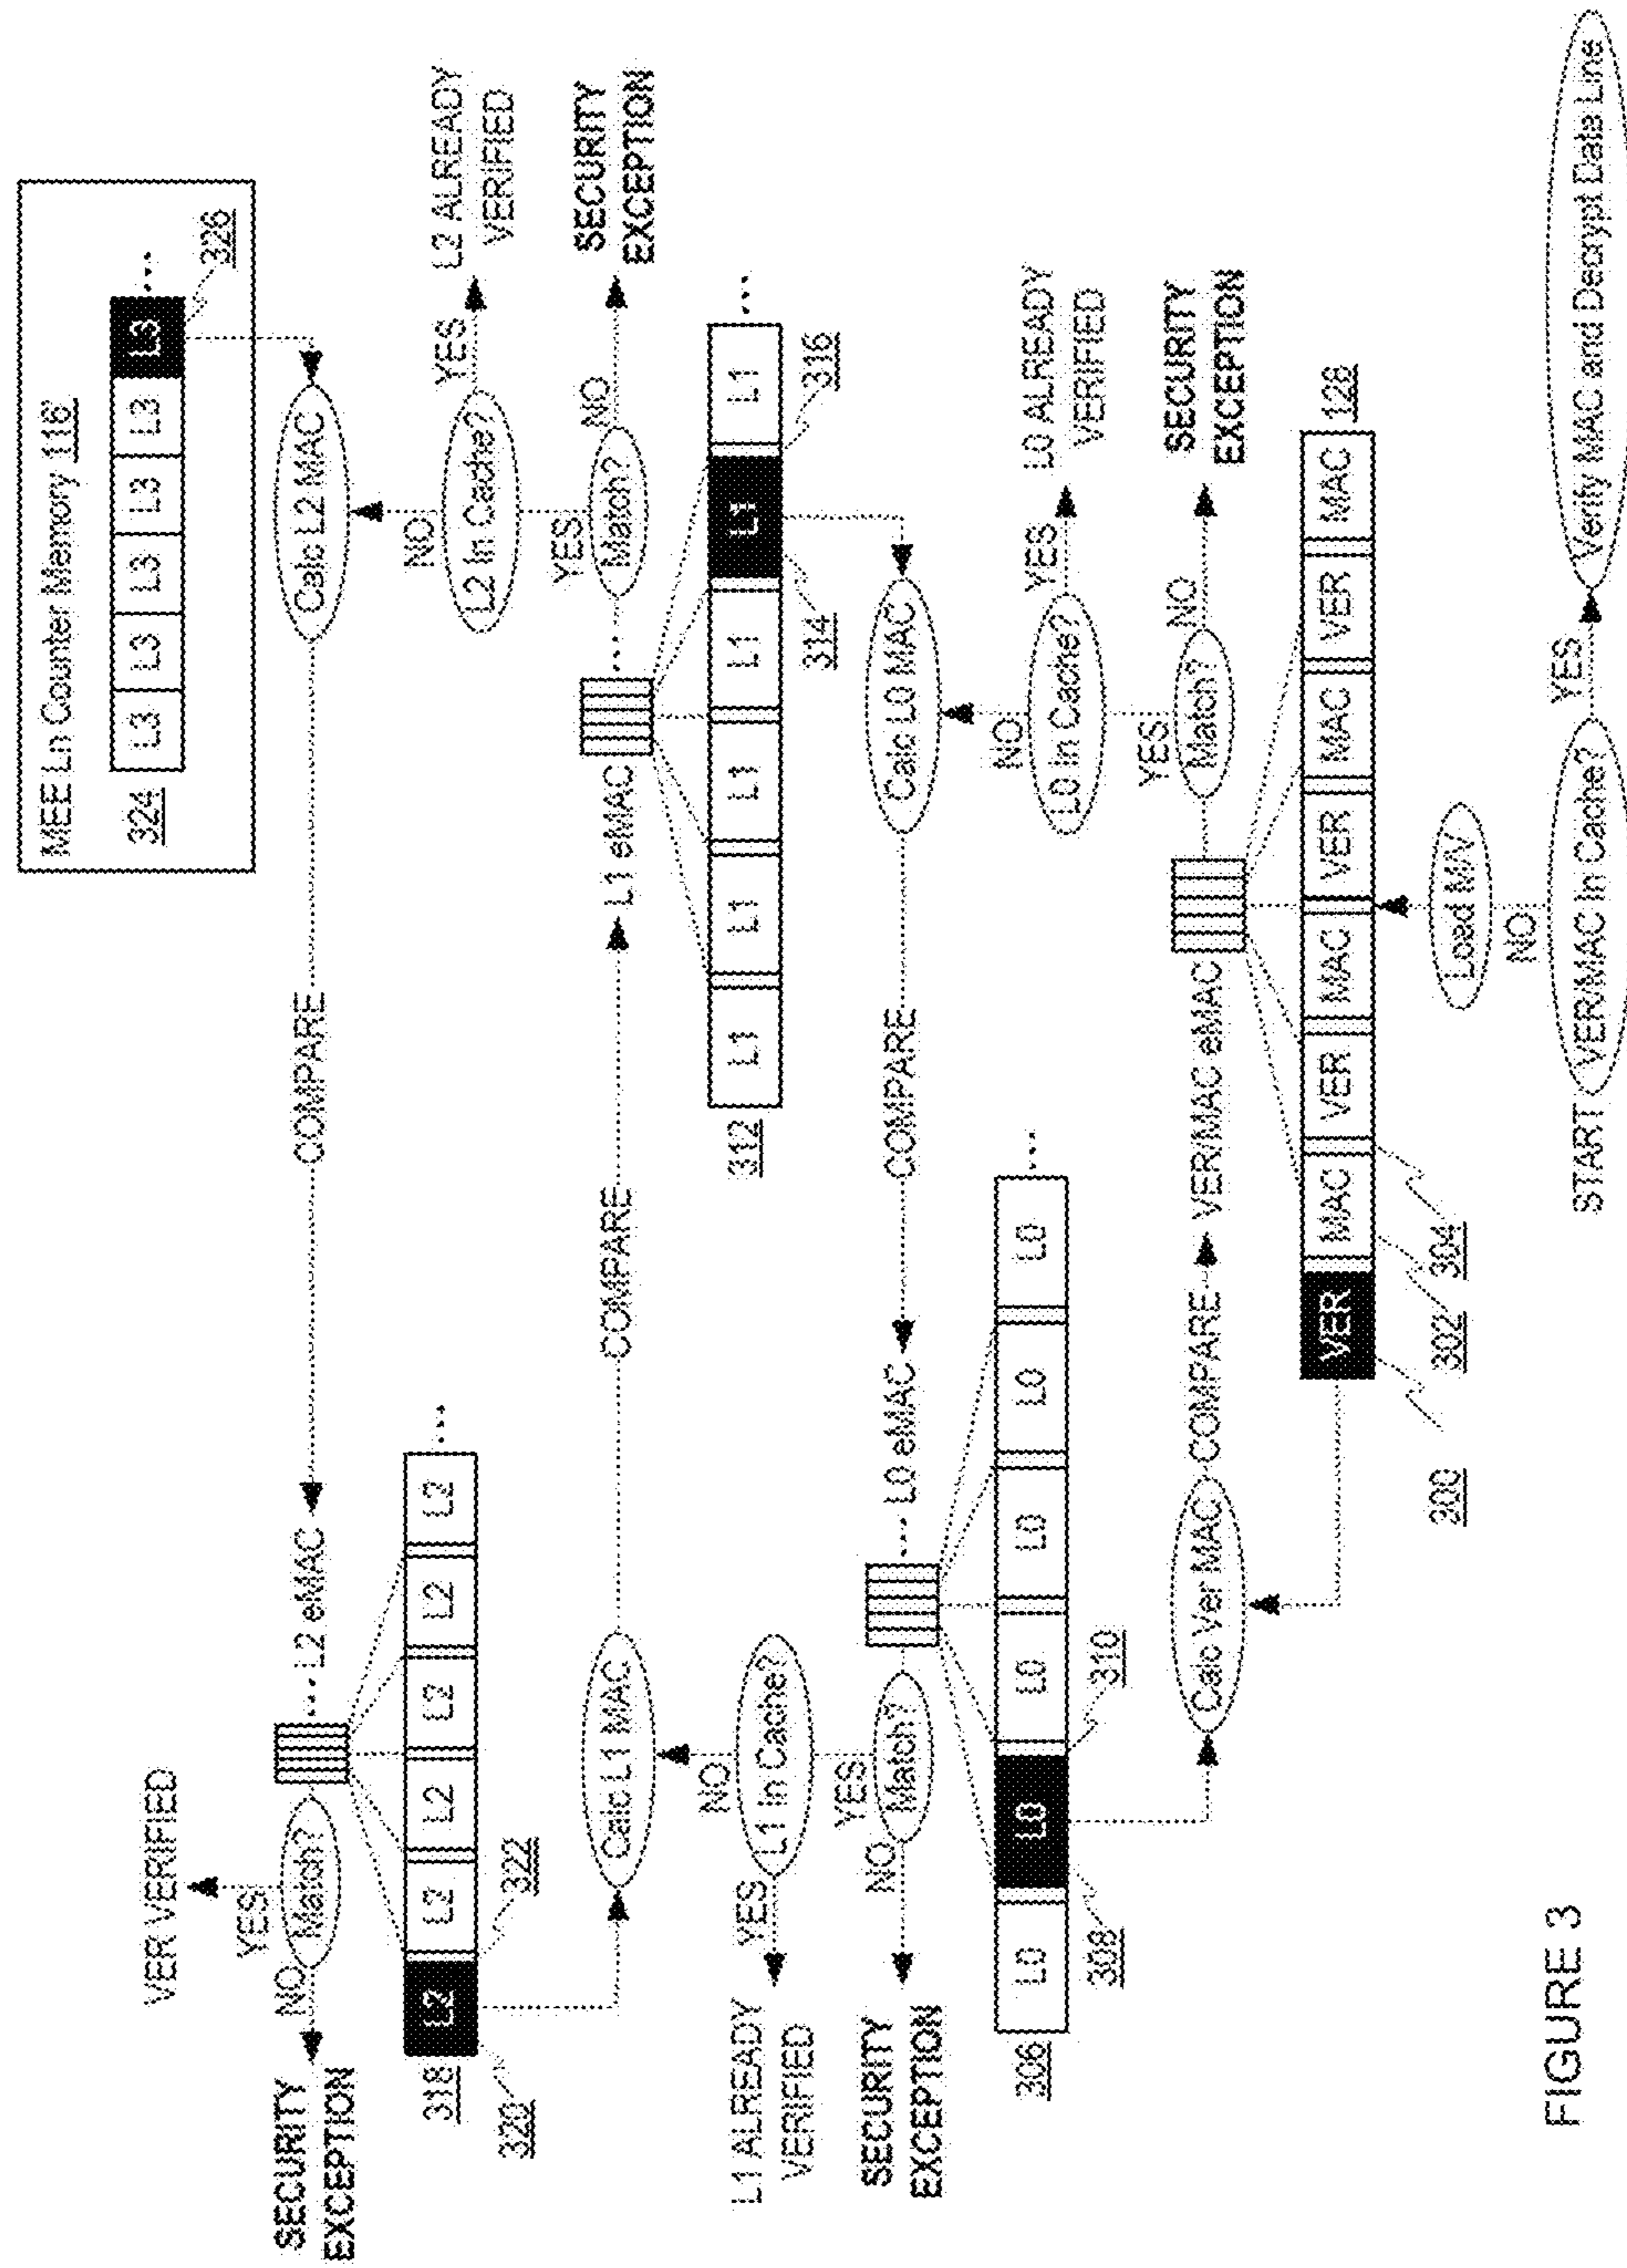 MEE Ln Counter Memory 116'
324
L3 L3 L3 L3 L3 ...
326
VER VERIFIED
YES
SECURITY
EXCEPTION
NO
Match?
... L2 eMAC
COMPARE
Calc L2 MAC
318
L2 L2 L2 L2 L2 L2 ...
320
322
NO
L2 In Cache?
YES
L2 ALREADY
VERIFIED
Calc L1 MAC
COMPARE
L1 eMAC
...
YES
Match?
NO
SECURITY
EXCEPTION
NO
L1 In Cache?
YES
L1 ALREADY
VERIFIED
312
L1 L1 L1 L1 L1 L1 ...
314
316
YES
Match?
NO
SECURITY
EXCEPTION
... L0 eMAC
COMPARE
Calc L0 MAC
306
L0 L0 L0 L0 L0 L0 ...
308
310
NO
L0 In Cache?
YES
L0 ALREADY
VERIFIED
Calc Ver MAC
COMPARE
VER/MAC eMAC
YES
Match?
NO
SECURITY
EXCEPTION
VER MAC VER MAC VER MAC VER MAC
128
300
302
304
Load M/V
NO
START
VER/MAC In Cache?
YES
Verify MAC and Decrypt Date Line
FIGURE 3